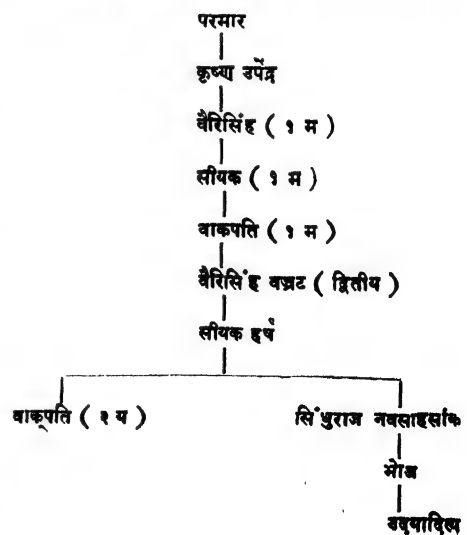 परमार
कृष्ण उपेंद्र
वैरिसिंह ( १ म )
सीयक ( १ म )
वाकपति ( १ म )
वैरिसिंह वज्रट ( द्वितीय )
सीयक हर्ष
वाक्पति ( २ य ) सिंधुराज नवसाहसांक
भोज
उदयादित्य